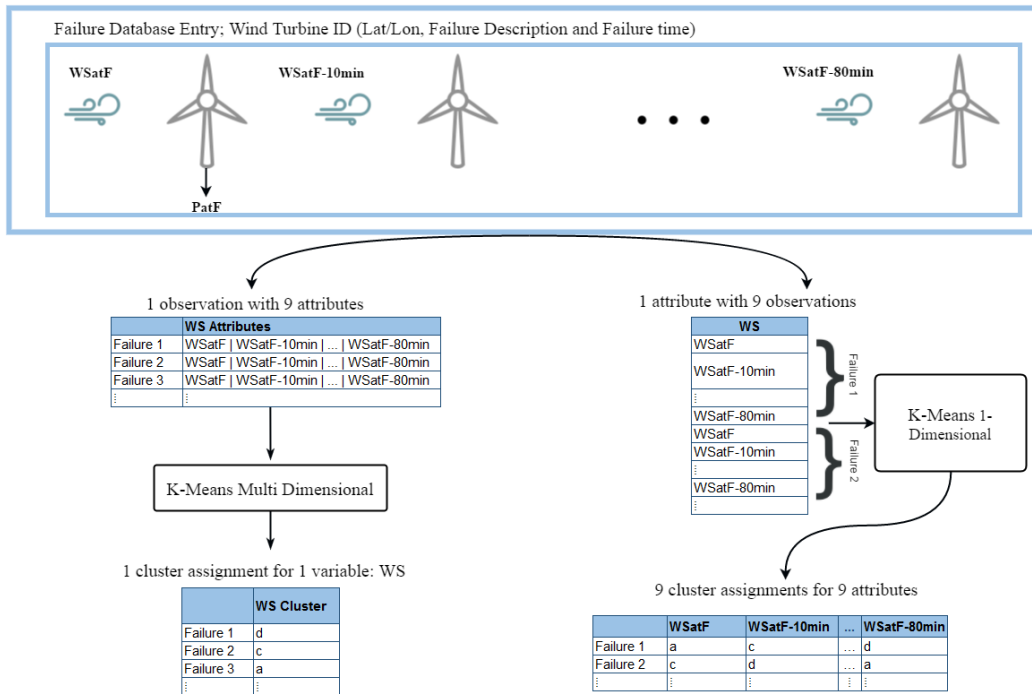 Failure Database Entry; Wind Turbine ID (Lat/Lon, Failure Description and Failure time)
WSatF
WSatF-10min
WSatF-80min
PatF
1 observation with 9 attributes
WS Attributes
Failure 1 WSatF | WSatF-10min | ... | WSatF-80min
Failure 2 WSatF | WSatF-10min | ... | WSatF-80min
Failure 3 WSatF | WSatF-10min | ... | WSatF-80min
⁞ ⁞
K-Means Multi Dimensional
1 cluster assignment for 1 variable: WS
WS Cluster
Failure 1 d
Failure 2 c
Failure 3 a
⁞ ⁞
1 attribute with 9 observations
WS
WSatF
WSatF-10min
⁞
WSatF-80min
WSatF
WSatF-10min
⁞
WSatF-80min
⁞
Failure 1
Failure 2
K-Means 1-
Dimensional
9 cluster assignments for 9 attributes
WSatF WSatF-10min ... WSatF-80min
Failure 1 a c ... d
Failure 2 c d ... a
⁞ ⁞ ⁞ ⁞ ⁞